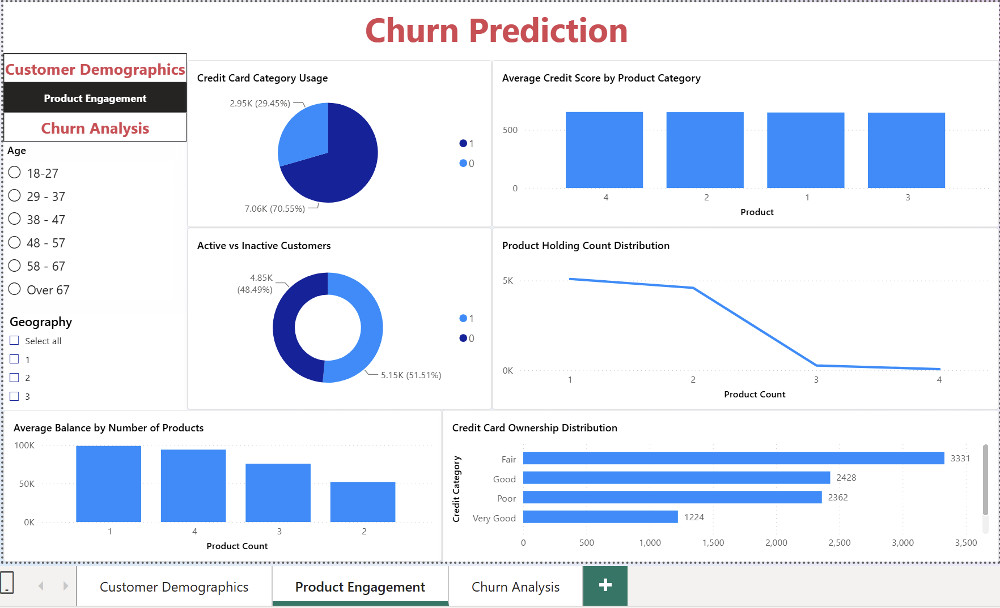 Churn Prediction
Customer Demographics
Product Engagement
Churn Analysis
Age
18-27
29 - 37
38 - 47
48 - 57
58 - 67
Over 67
Geography
Select all
1
2
3
Credit Card Category Usage
2.95K (29.45%)
7.06K (70.55%)
1
0
Average Credit Score by Product Category
500
0
4 2 1 3
Product
Active vs Inactive Customers
4.85K
(48.49%)
5.15K (51.51%)
1
0
Product Holding Count Distribution
5K
0K
1 2 3 4
Product Count
Average Balance by Number of Products
100K
50K
0K
1 4 3 2
Product Count
Credit Card Ownership Distribution
Credit Category
Fair 3331
Good 2428
Poor 2362
Very Good 1224
0 500 1,000 1,500 2,000 2,500 3,000 3,500
Customer Demographics Product Engagement Churn Analysis +